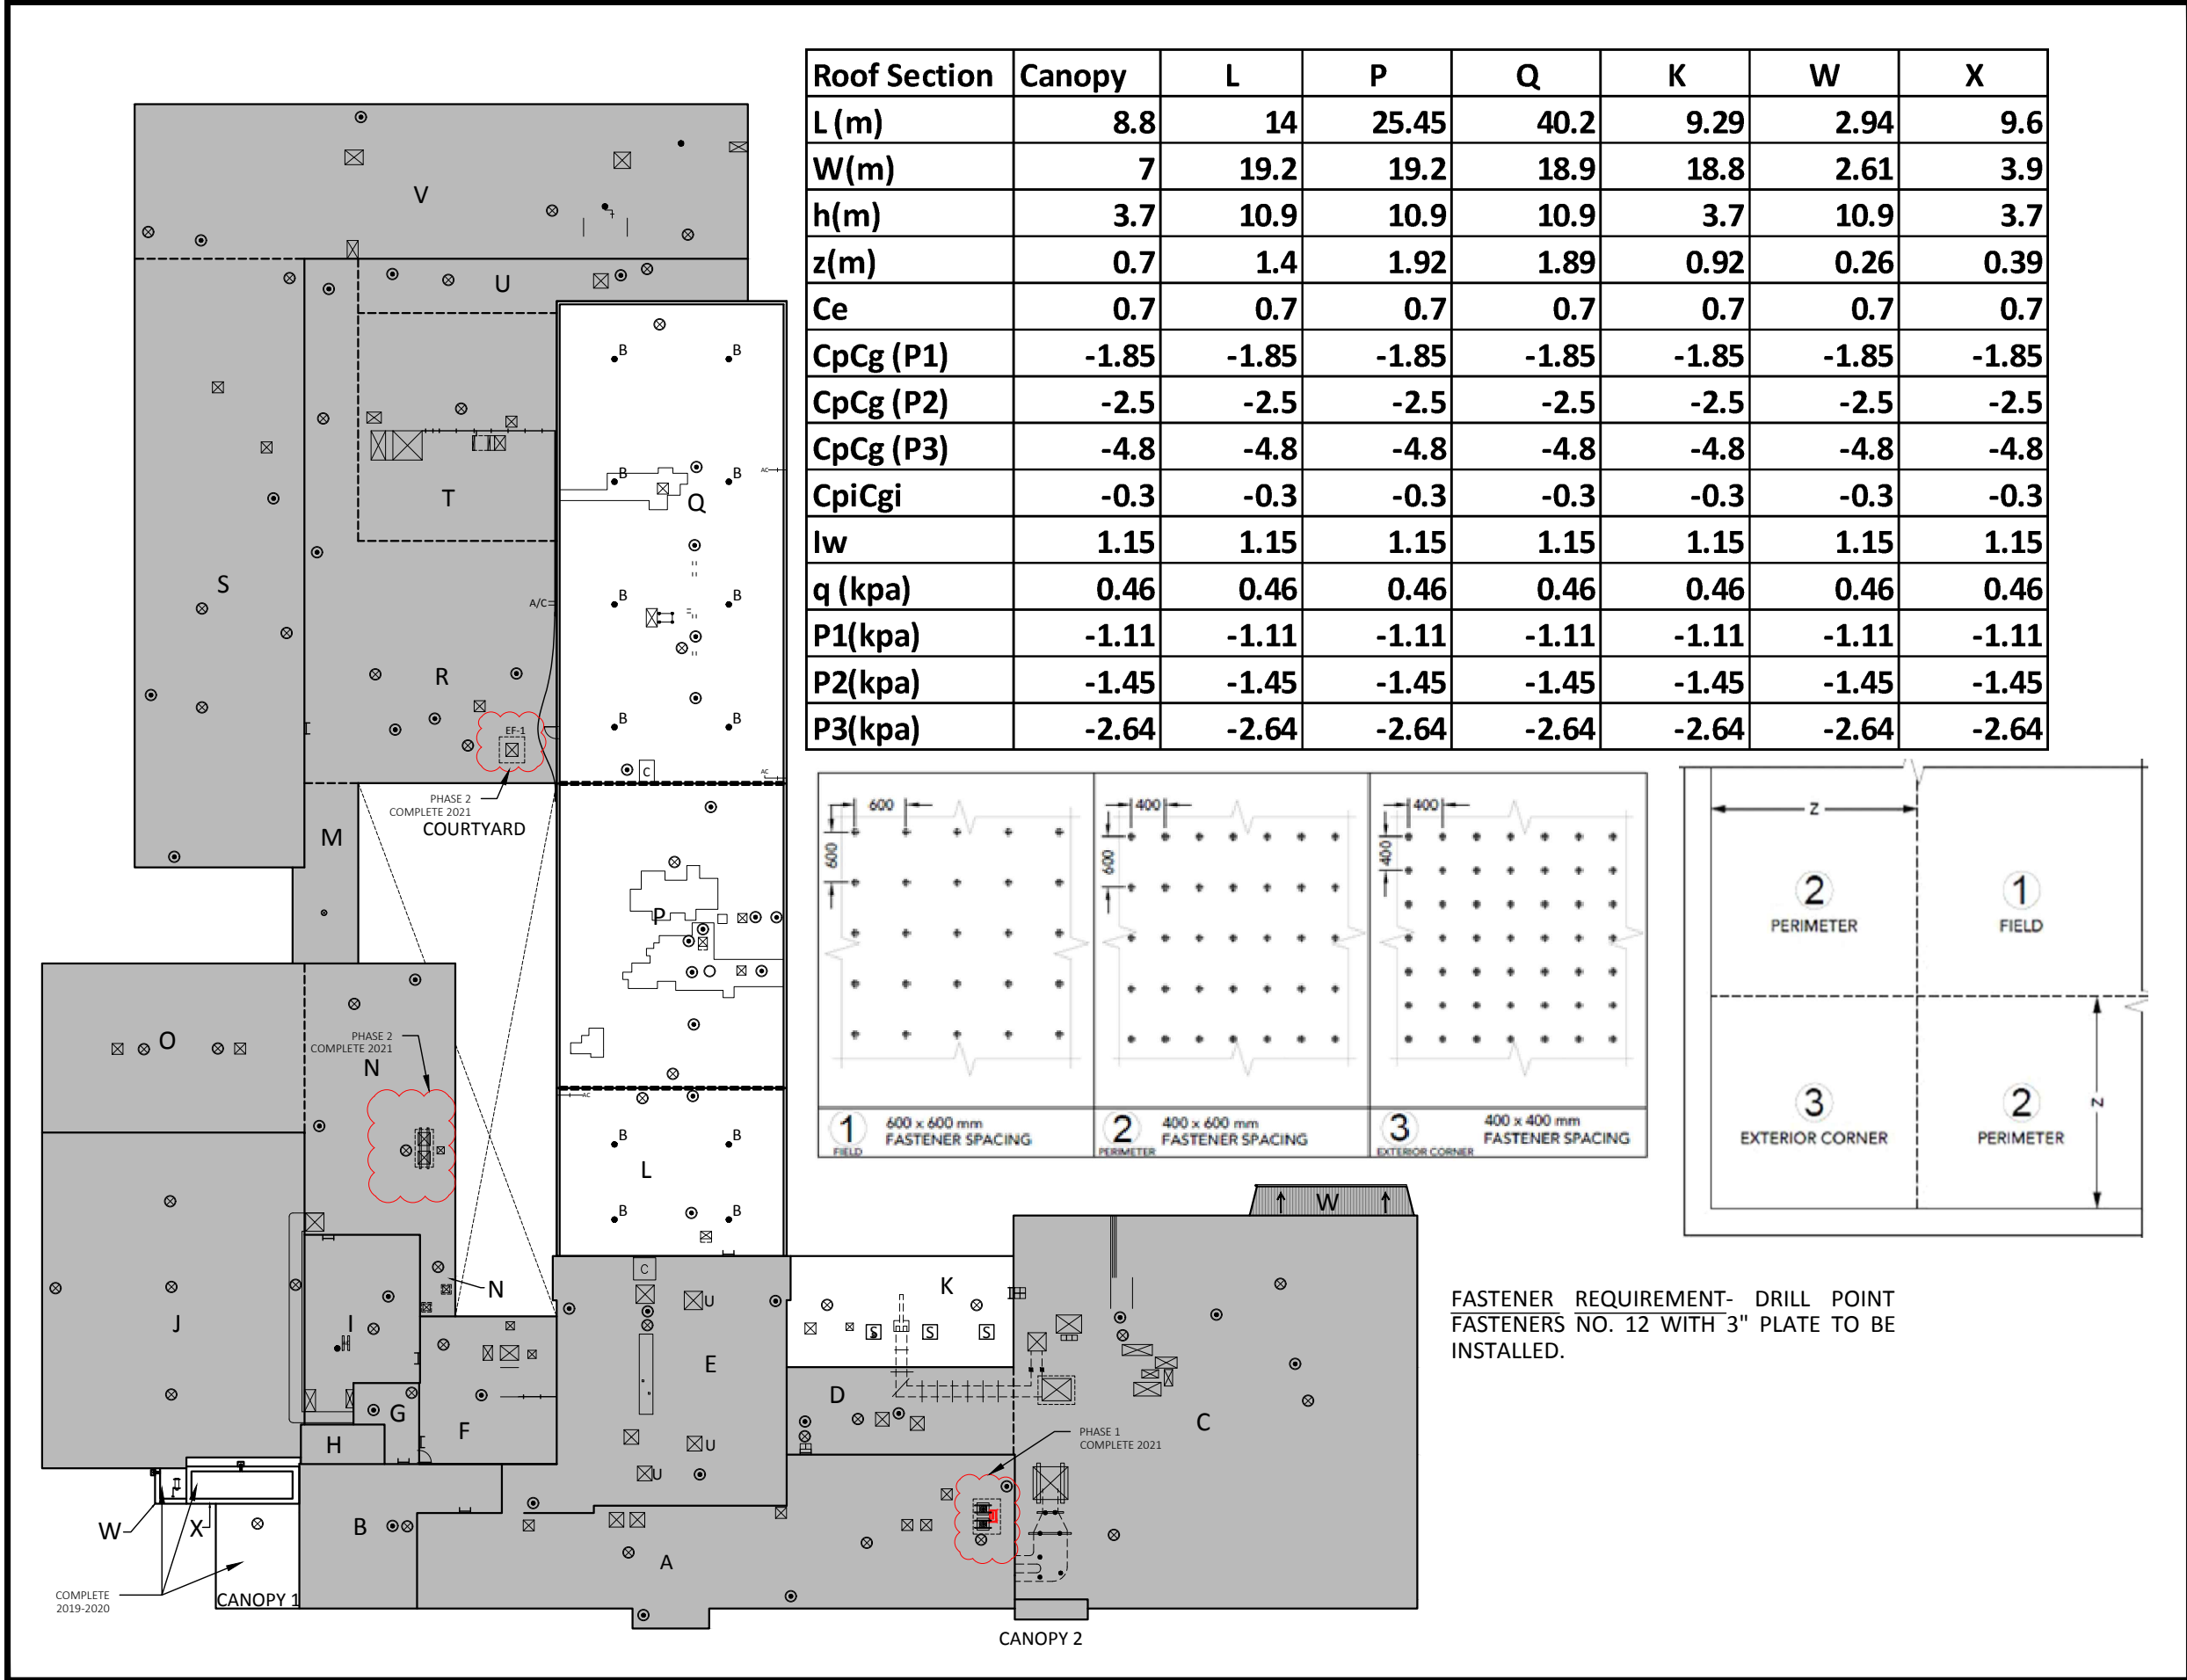 Roof Section Canopy L P Q K W X
L (m) 8.8 14 25.45 40.2 9.29 2.94 9.6
W(m) 7 19.2 19.2 18.9 18.8 2.61 3.9
h(m) 3.7 10.9 10.9 10.9 3.7 10.9 3.7
z(m) 0.7 1.4 1.92 1.89 0.92 0.26 0.39
Ce 0.7 0.7 0.7 0.7 0.7 0.7 0.7
CpCg (P1) -1.85 -1.85 -1.85 -1.85 -1.85 -1.85 -1.85
CpCg (P2) -2.5 -2.5 -2.5 -2.5 -2.5 -2.5 -2.5
CpCg (P3) -4.8 -4.8 -4.8 -4.8 -4.8 -4.8 -4.8
CpiCgi -0.3 -0.3 -0.3 -0.3 -0.3 -0.3 -0.3
Iw 1.15 1.15 1.15 1.15 1.15 1.15 1.15
q (kpa) 0.46 0.46 0.46 0.46 0.46 0.46 0.46
P1(kpa) -1.11 -1.11 -1.11 -1.11 -1.11 -1.11 -1.11
P2(kpa) -1.45 -1.45 -1.45 -1.45 -1.45 -1.45 -1.45
P3(kpa) -2.64 -2.64 -2.64 -2.64 -2.64 -2.64 -2.64
V
U
B B
B B
AC
Q
T
S
A/C
B B
R
B B
EF-1
C
AC
PHASE 2
COMPLETE 2021
COURTYARD
M
P
O
PHASE 2
COMPLETE 2021
N
AC
B B
L
B B
N
J
I
G
H
F
C
U
E
U
U
K
S S S
D
W
C
PHASE 1
COMPLETE 2021
W
X
B
A
COMPLETE
2019-2020
CANOPY 1
CANOPY 2
600
600
400
600
400
400
1
600 x 600 mm
FASTENER SPACING
FIELD
2
400 x 600 mm
FASTENER SPACING
PERIMETER
3
400 x 400 mm
FASTENER SPACING
EXTERIOR CORNER
Z
2
PERIMETER
1
FIELD
3
EXTERIOR CORNER
2
PERIMETER
Z
FASTENER REQUIREMENT- DRILL POINT
FASTENERS NO. 12 WITH 3" PLATE TO BE
INSTALLED.